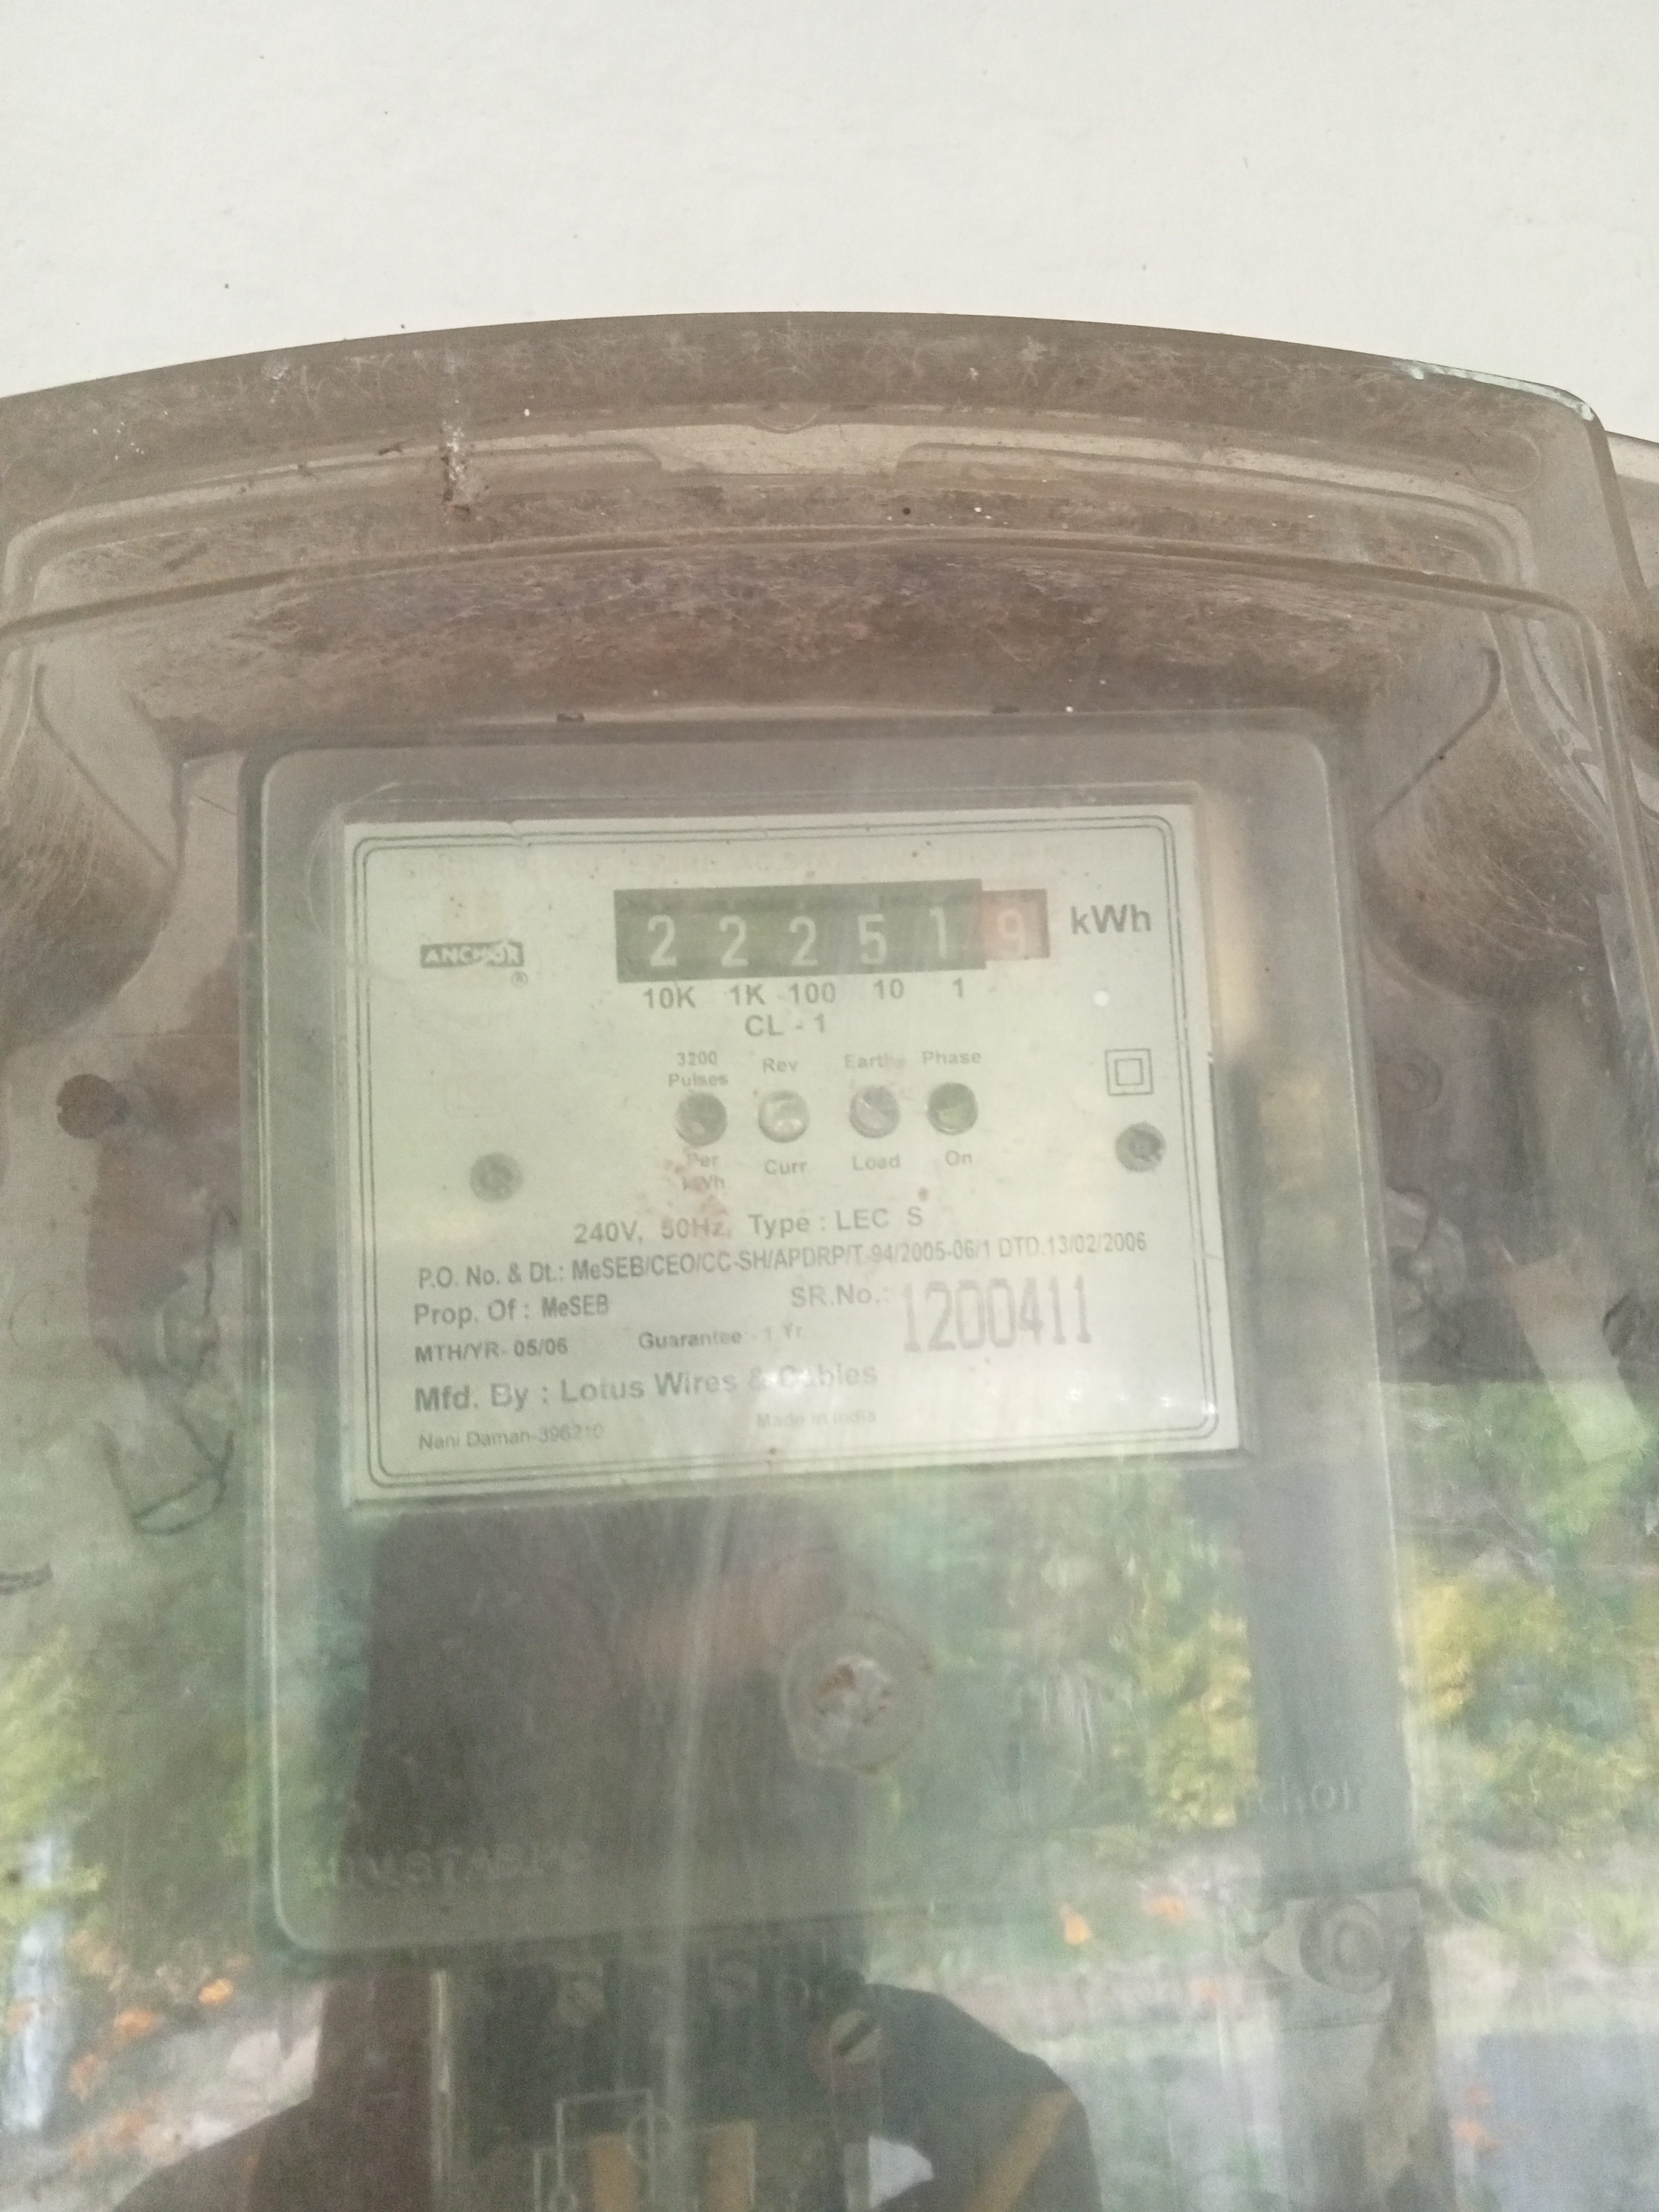 ANCHOR
®
2 2 2 5 1 9 kWh
10K 1K 100 10 1
CL - 1
3200 Pulses Rev Earth Phase
Per kWh Curr Load On
240V, 50Hz, Type : LEC S
P.O. No. & Dt.: MeSEB/CEO/CC-SH/APDRP/T-94/2005-06/1 DTD.13/02/2006
Prop. Of : MeSEB SR.No.: 1200411
MTH/YR- 05/06 Guarantee - 1 Yr
Mfd. By : Lotus Wires & Cables
Nani Daman-396210 Made in India